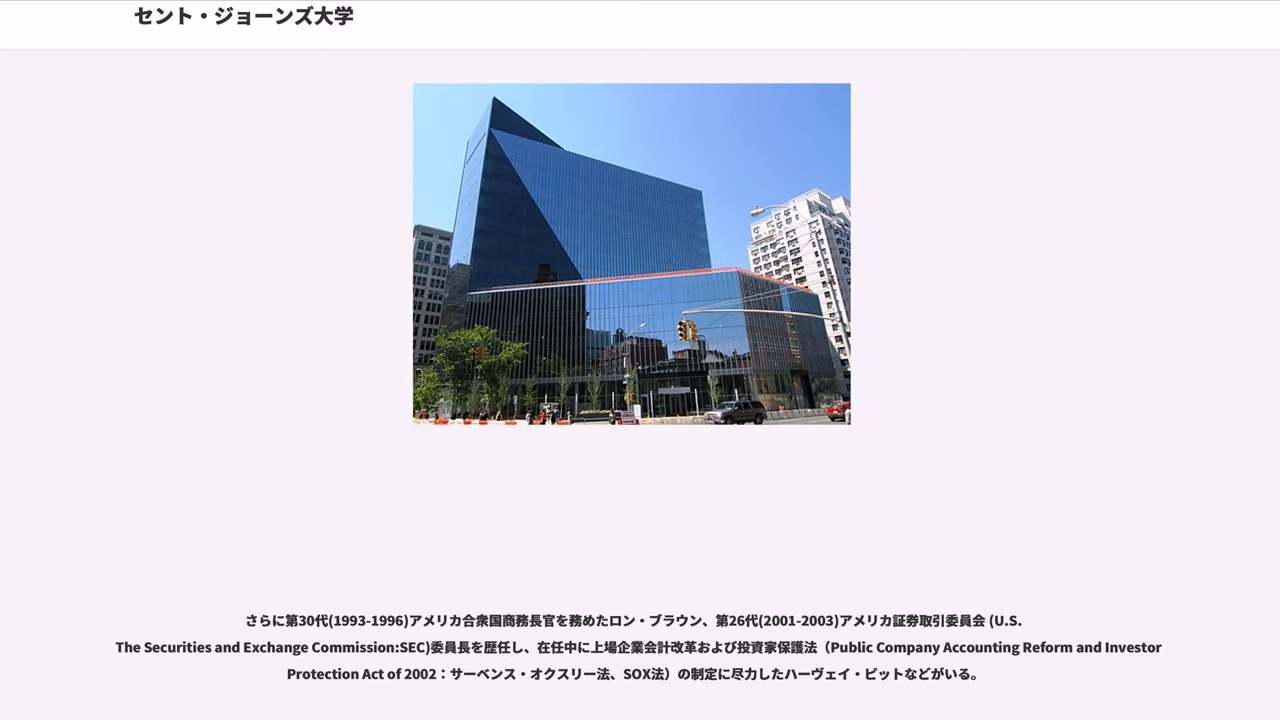 セント・ジョーンズ大学
さらに第30代(1993-1996)アメリカ合衆国商務長官を務めたロン・ブラウン、第26代(2001-2003)アメリカ証券取引委員会 (U.S.
The Securities and Exchange Commission:SEC)委員長を歴任し、在任中に上場企業会計改革および投資家保護法（Public Company Accounting Reform and Investor
Protection Act of 2002：サーベンス・オクスリー法、SOX法）の制定に尽力したハーヴェイ・ピットなどがいる。